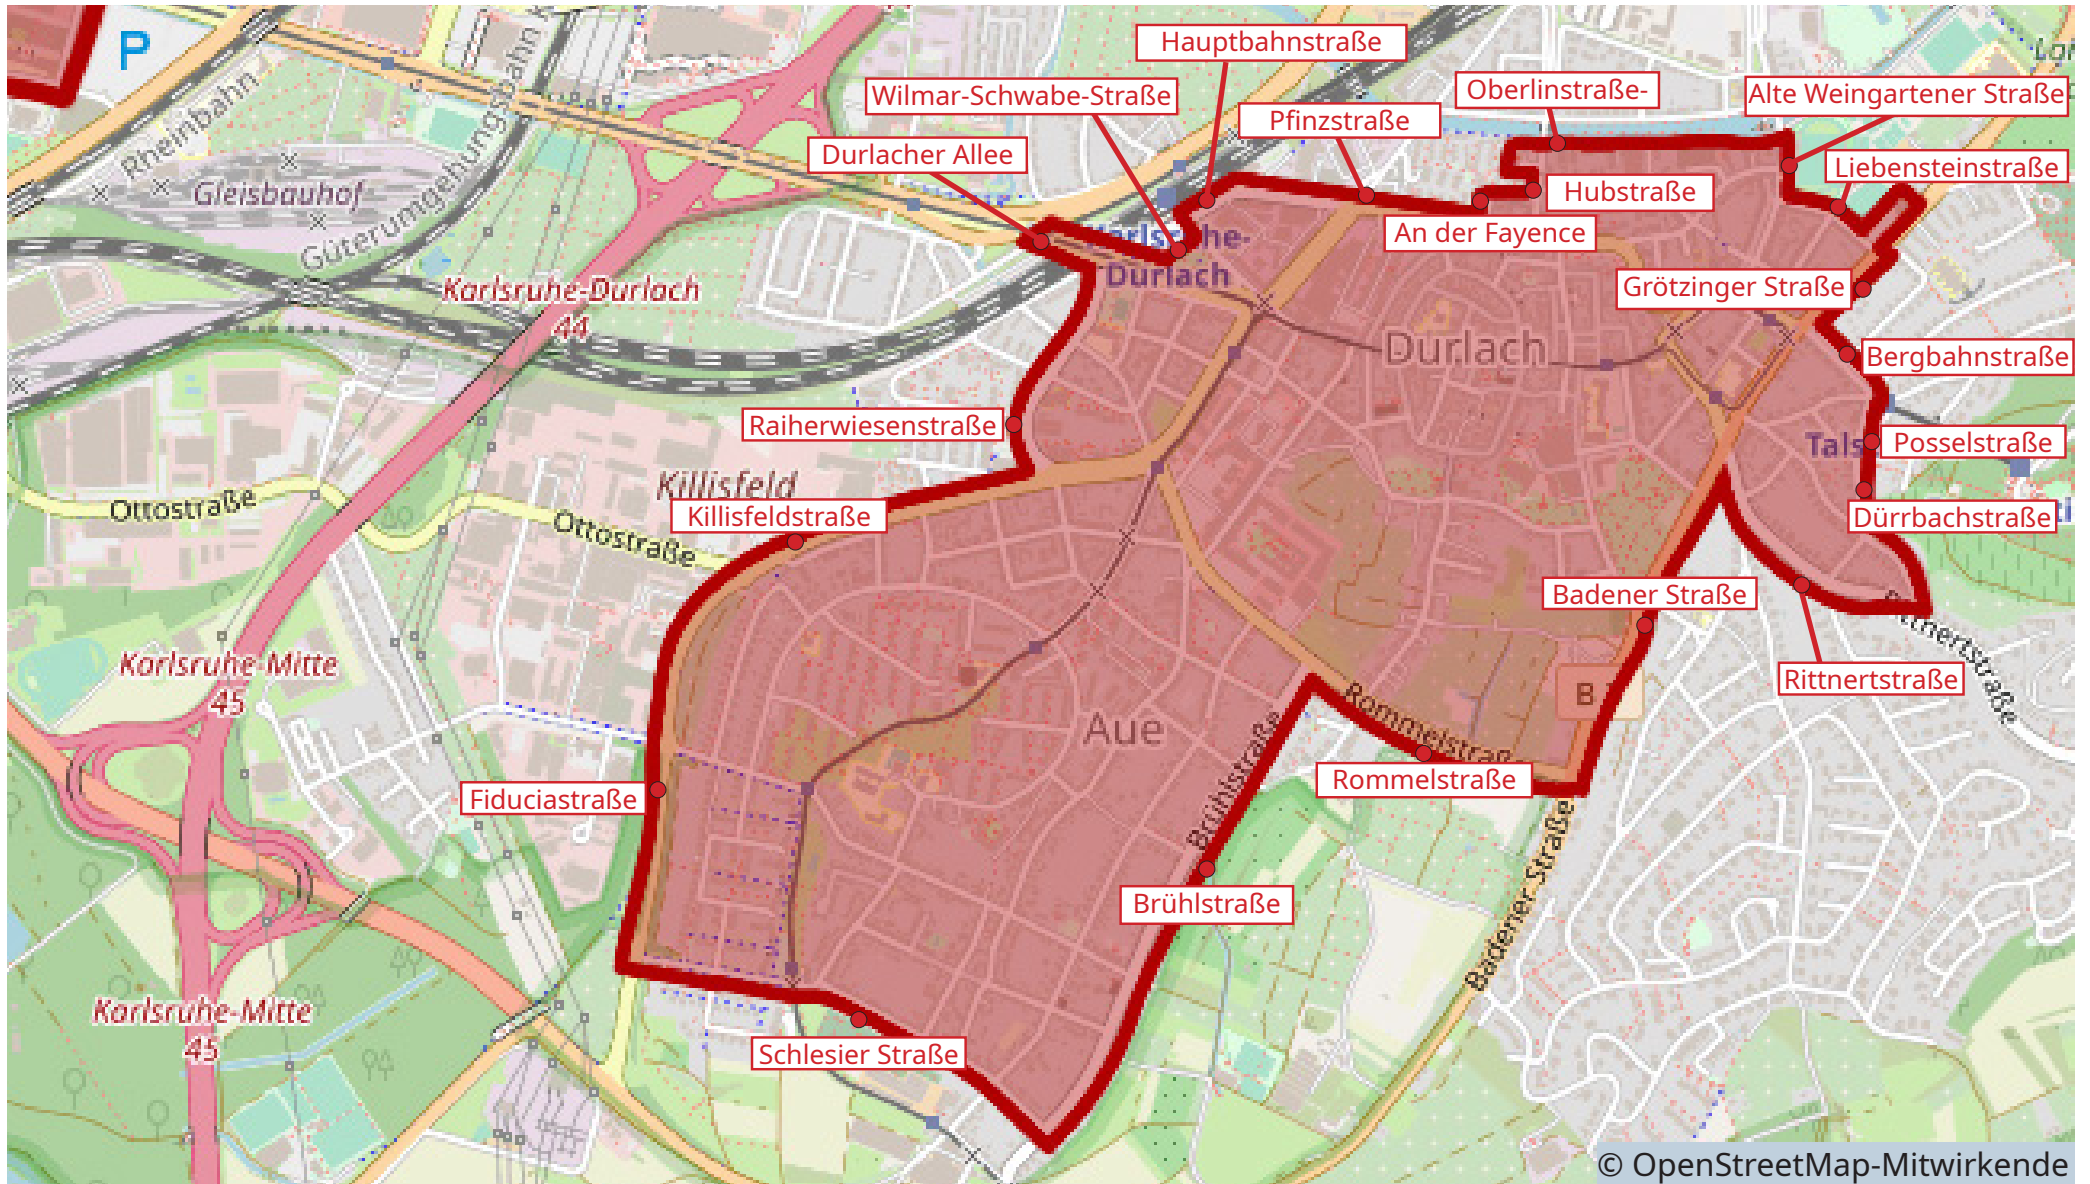 P
Rheinbahn
Gleisbauhof
Güterumgehungsbahn K
Hauptbahnstraße
Wilmar-Schwabe-Straße
Oberlinstraße-
Alte Weingartener Straße
Pfinzstraße
Durlacher Allee
Liebensteinstraße
Hubstraße
An der Fayence
Karlsruhe-
Durlach
Karlsruhe-Durlach
44
Grötzinger Straße
Durlach
Bergbahnstraße
Raiherwiesenstraße
Posselstraße
Tals
Killisfeld
Ottostraße
Killisfeldstraße
Ottostraße
Dürrbachstraße
Badener Straße
Rittnertstraße
Rittnertstraße
Karlsruhe-Mitte
45
B
Aue
Rommelstraß
Rommelstraße
Fiduciastraße
Brühlstraße
Brühlstraße
Badener Straße
Karlsruhe-Mitte
45
Schlesier Straße
© OpenStreetMap-Mitwirkende